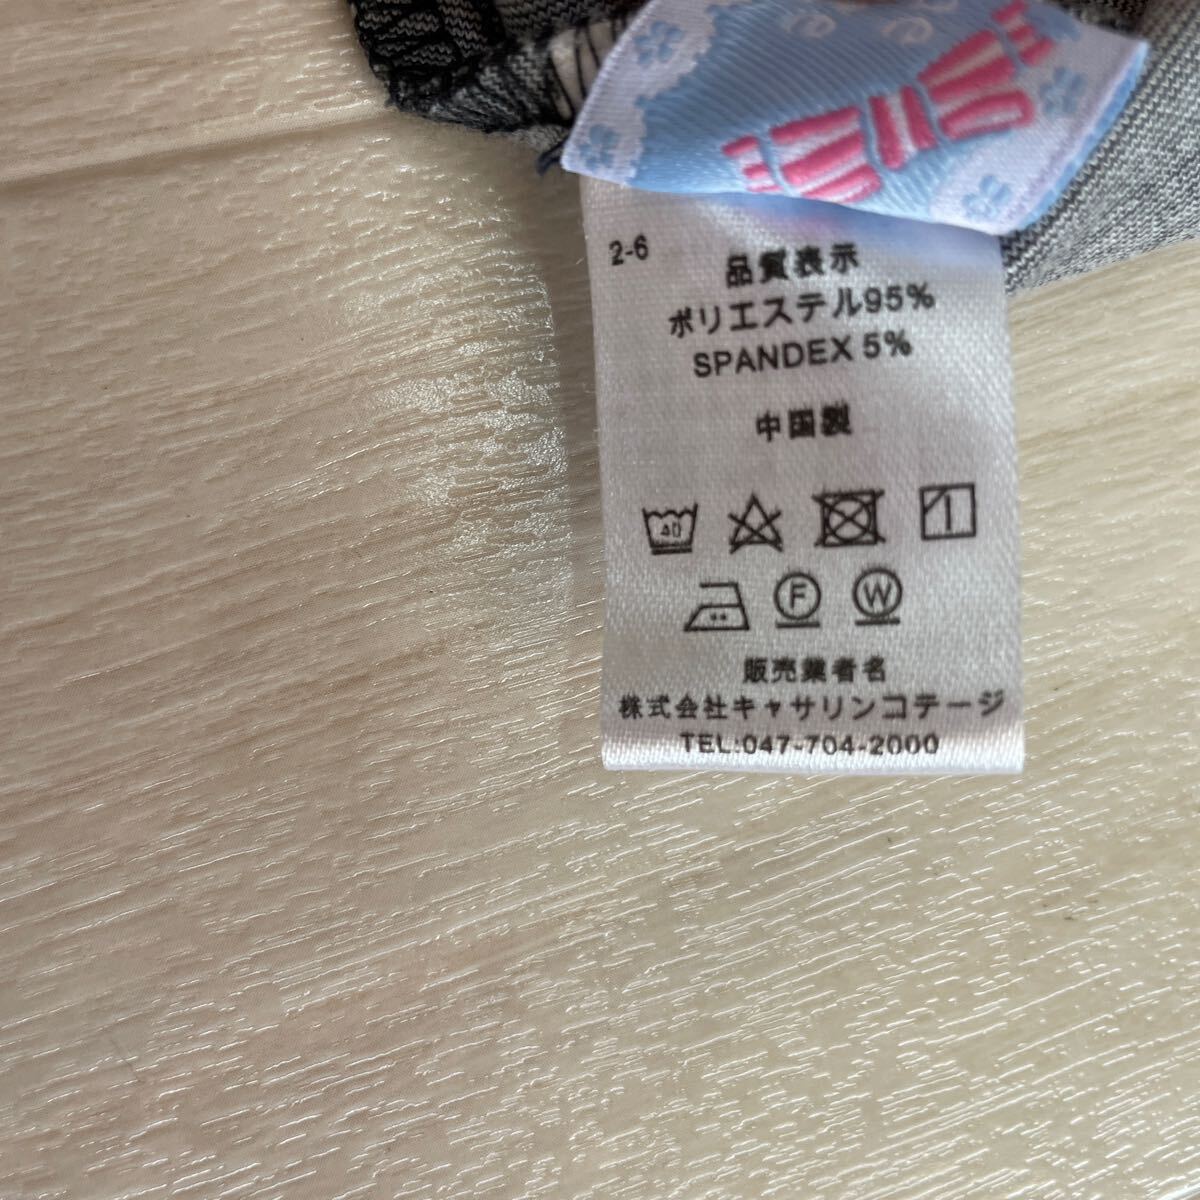 2-6
品質表示
ポリエステル95%
SPANDEX 5%
中国製
40
F W
販売業者名
株式会社キャサリンコテージ
TEL:047-704-2000